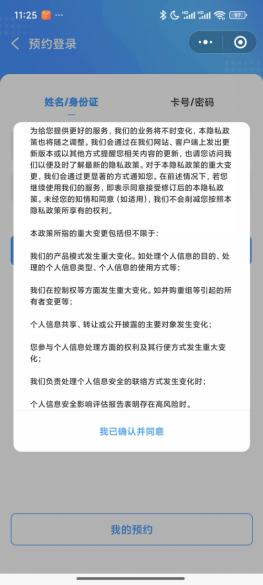 11:25
87
预约登录
姓名/身份证
卡号/密码
为给您提供更好的服务，我们的业务将不时变化，本隐私政
策也将随之调整。我们会通过在我们网站、客户端上发出更
新版本或以其他方式提醒您相关内容的更新，也请您访问我
们以便及时了解最新的隐私政策。对于本隐私政策的重大变
更，我们会通过更显著的方式通知您。在前述情况下，若您
继续使用我们的服务，即表示同意接受修订后的本隐私政
策。未经您的知情和同意（如适用），我们不会削减您按照本
隐私政策所享有的权利。
本政策所指的重大变更包括但不限于：
我们的产品模式发生重大变化。如处理个人信息的目的、处
理的个人信息类型、个人信息的使用方式等；
我们在控制权等方面发生重大变化。如并购重组等引起的所
有者变更等；
个人信息共享、转让或公开披露的主要对象发生变化；
您参与个人信息处理方面的权利及其行使方式发生重大变
化；
我们负责处理个人信息安全的联络方式发生变化时；
个人信息安全影响评估报告表明存在高风险时。
我已确认并同意
我的预约